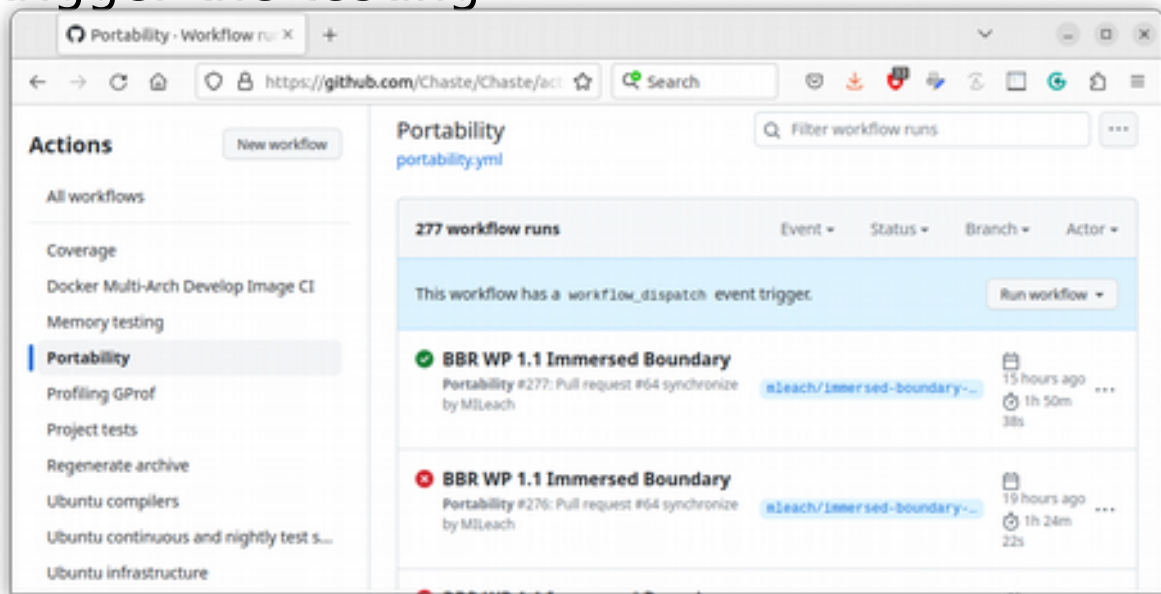 trigger the testing
Portability · Workflow ru
https://github.com/Chaste/Chaste/act
Search
Actions
New workflow
All workflows
Coverage
Docker Multi-Arch Develop Image CI
Memory testing
Portability
Profiling GProf
Project tests
Regenerate archive
Ubuntu compilers
Ubuntu continuous and nightly test s...
Ubuntu infrastructure
Portability
portability.yml
Filter workflow runs
277 workflow runs
Event
Status
Branch
Actor
This workflow has a workflow_dispatch event trigger.
Run workflow
BBR WP 1.1 Immersed Boundary
Portability #277: Pull request #64 synchronize
by MILeach
mleach/immersed-boundary-…
15 hours ago
1h 50m
38s
BBR WP 1.1 Immersed Boundary
Portability #276: Pull request #64 synchronize
by MILeach
mleach/immersed-boundary-…
19 hours ago
1h 24m
22s